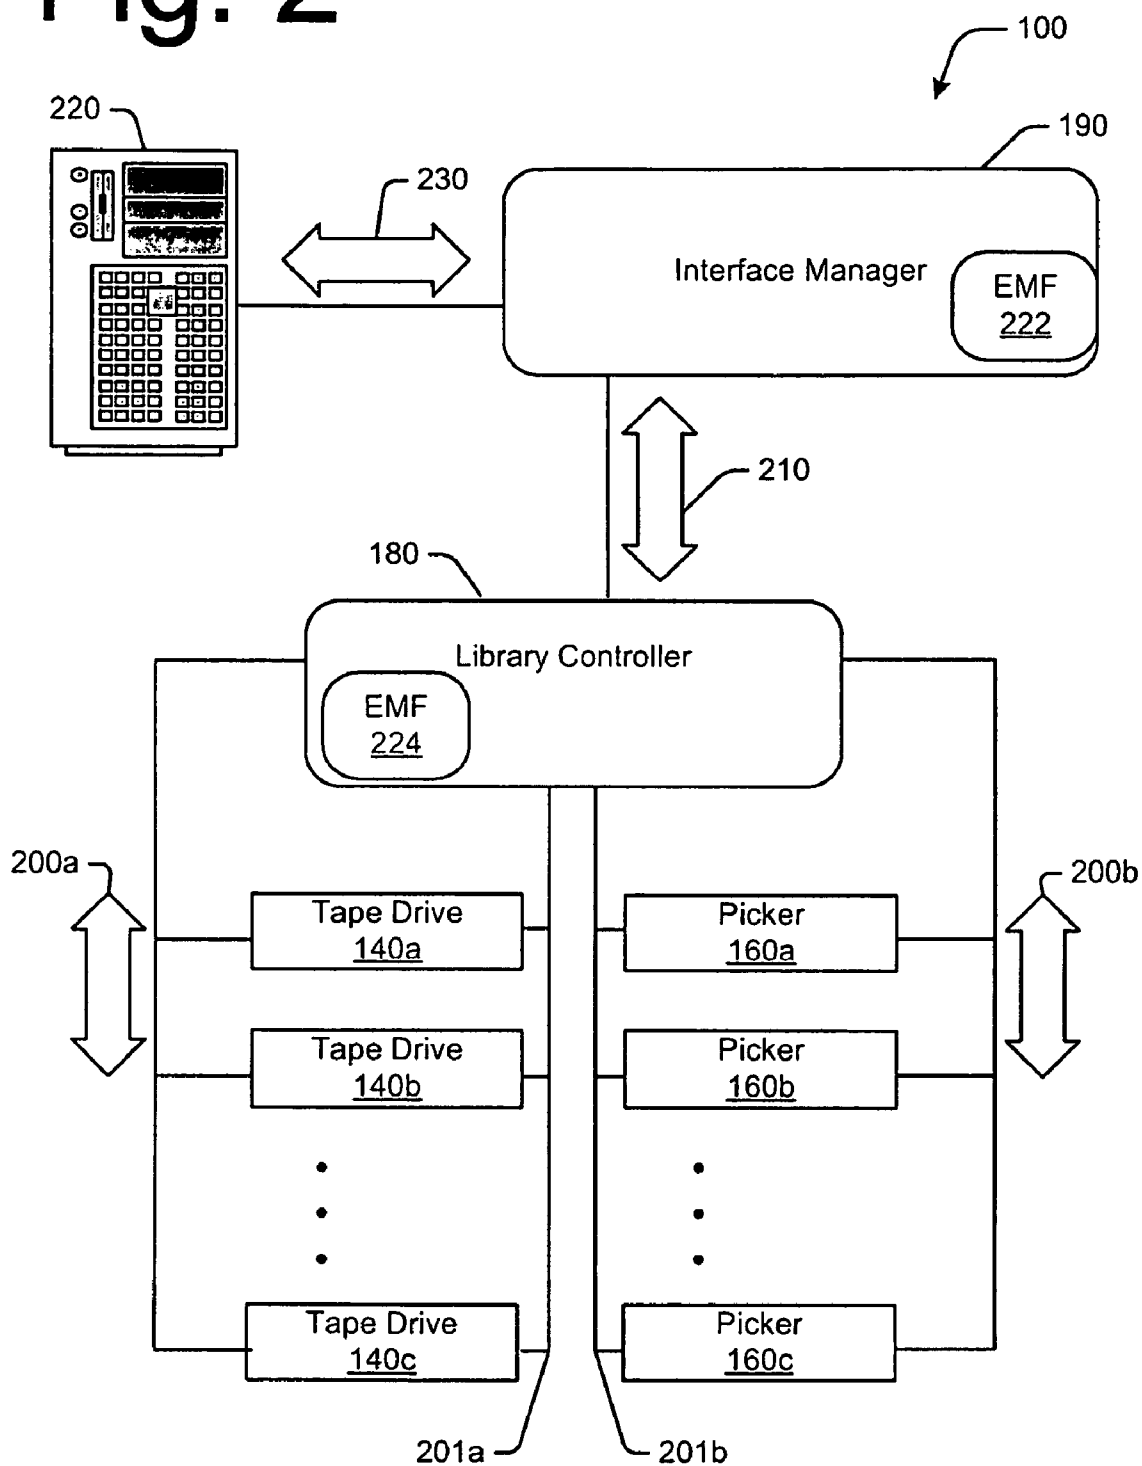 Fig. 2
100
220
190
230
Interface Manager
EMF
222
210
180
Library Controller
EMF
224
200a
200b
Tape Drive
140a
Picker
160a
Tape Drive
140b
Picker
160b
Tape Drive
140c
Picker
160c
201a
201b